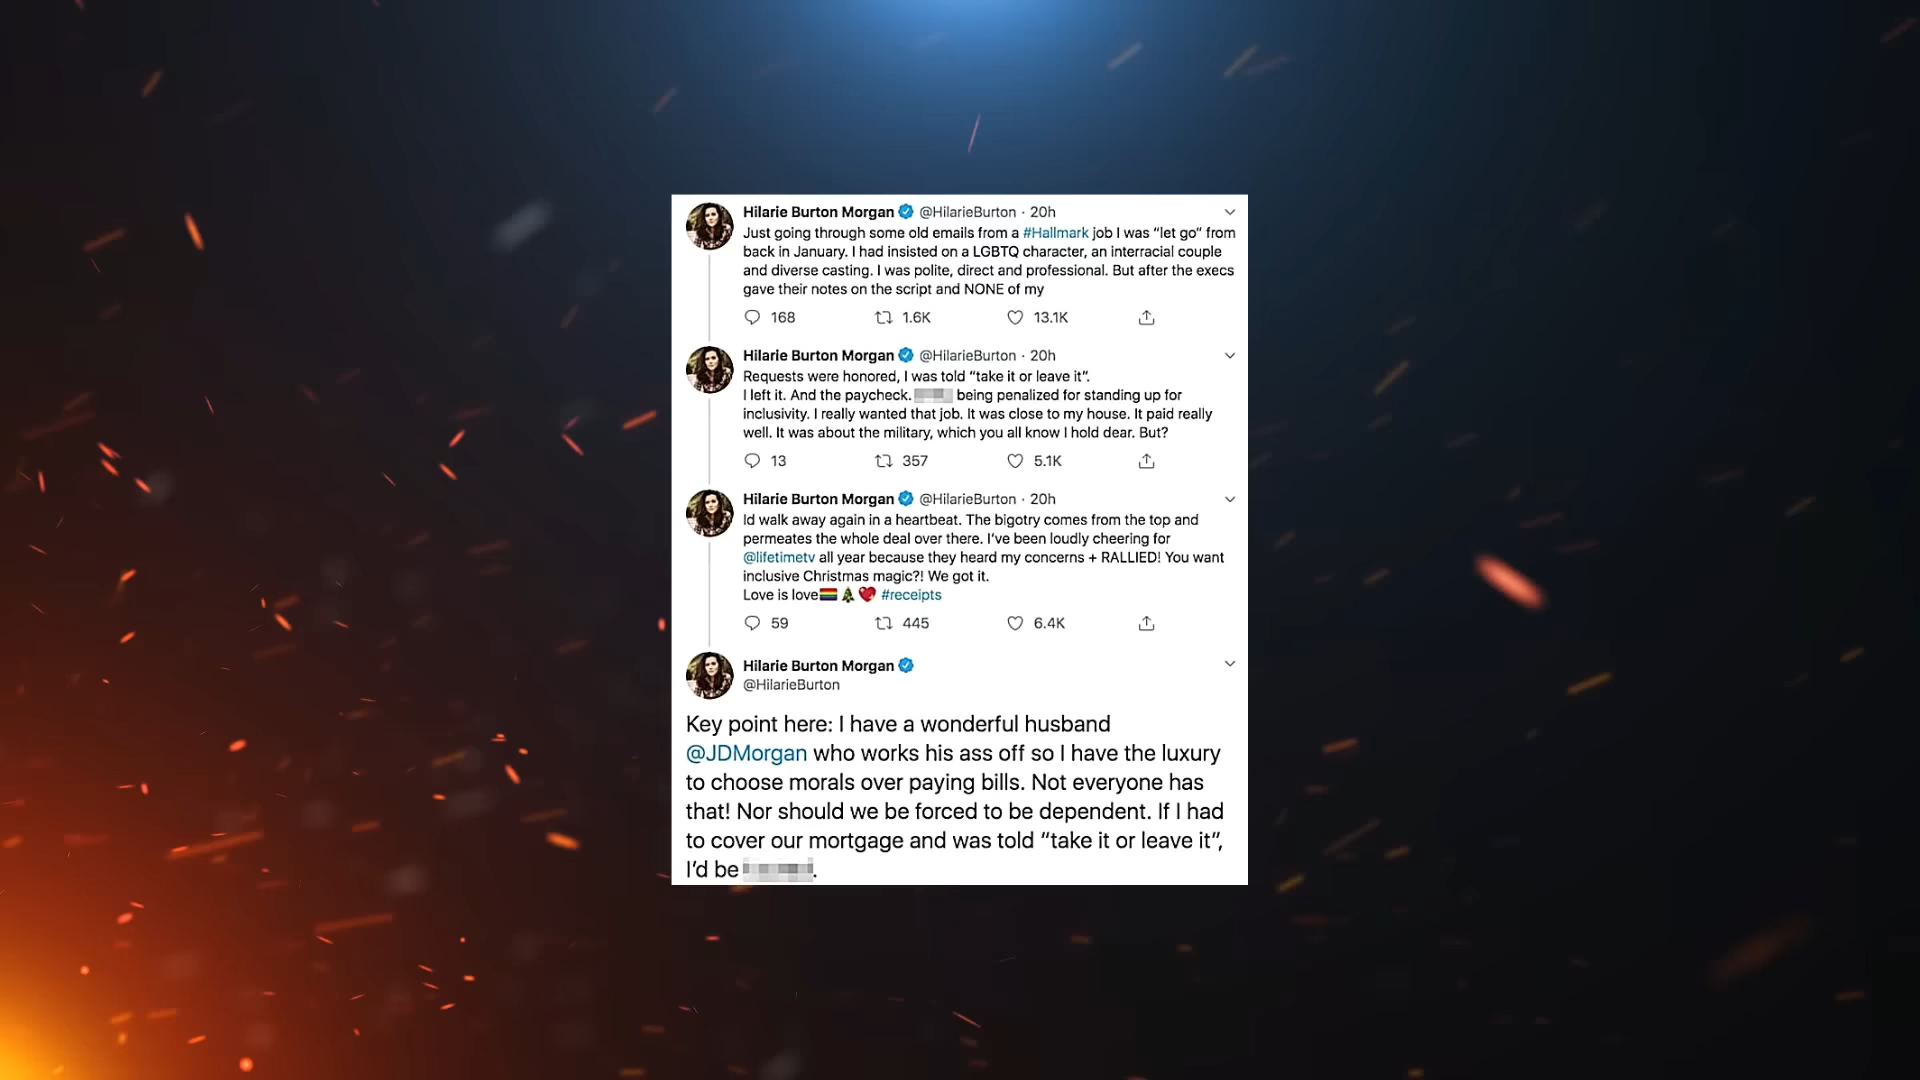 Hilarie Burton Morgan @HilarieBurton · 20h
Just going through some old emails from a #Hallmark job I was “let go” from
back in January. I had insisted on a LGBTQ character, an interracial couple
and diverse casting. I was polite, direct and professional. But after the execs
gave their notes on the script and NONE of my
168 1.6K 13.1K
Hilarie Burton Morgan @HilarieBurton · 20h
Requests were honored, I was told “take it or leave it”.
I left it. And the paycheck. being penalized for standing up for
inclusivity. I really wanted that job. It was close to my house. It paid really
well. It was about the military, which you all know I hold dear. But?
13 357 5.1K
Hilarie Burton Morgan @HilarieBurton · 20h
Id walk away again in a heartbeat. The bigotry comes from the top and
permeates the whole deal over there. I’ve been loudly cheering for
@lifetimetv all year because they heard my concerns + RALLIED! You want
inclusive Christmas magic?! We got it.
Love is love🏳️‍🌈🎄💖 #receipts
59 445 6.4K
Hilarie Burton Morgan
@HilarieBurton
Key point here: I have a wonderful husband
@JDMorgan who works his ass off so I have the luxury
to choose morals over paying bills. Not everyone has
that! Nor should we be forced to be dependent. If I had
to cover our mortgage and was told “take it or leave it”,
I’d be .